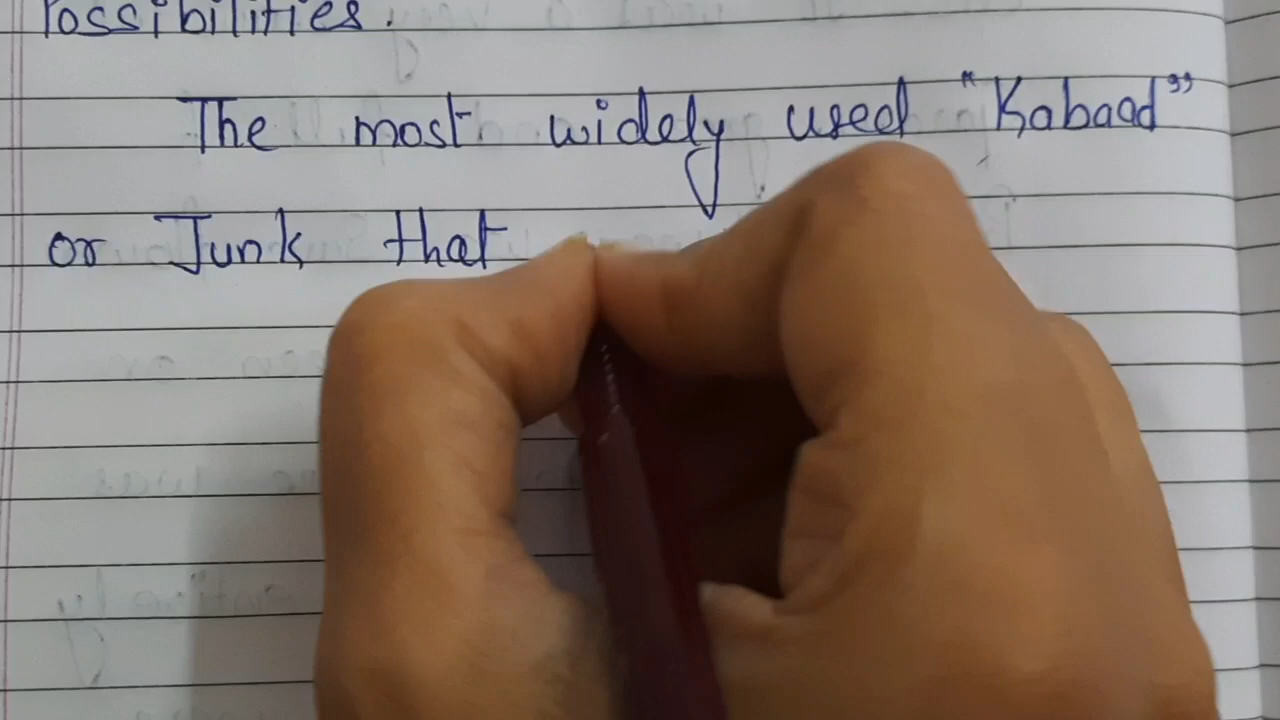 Possibilities.
The most widely used "Kabaad"
or Junk that